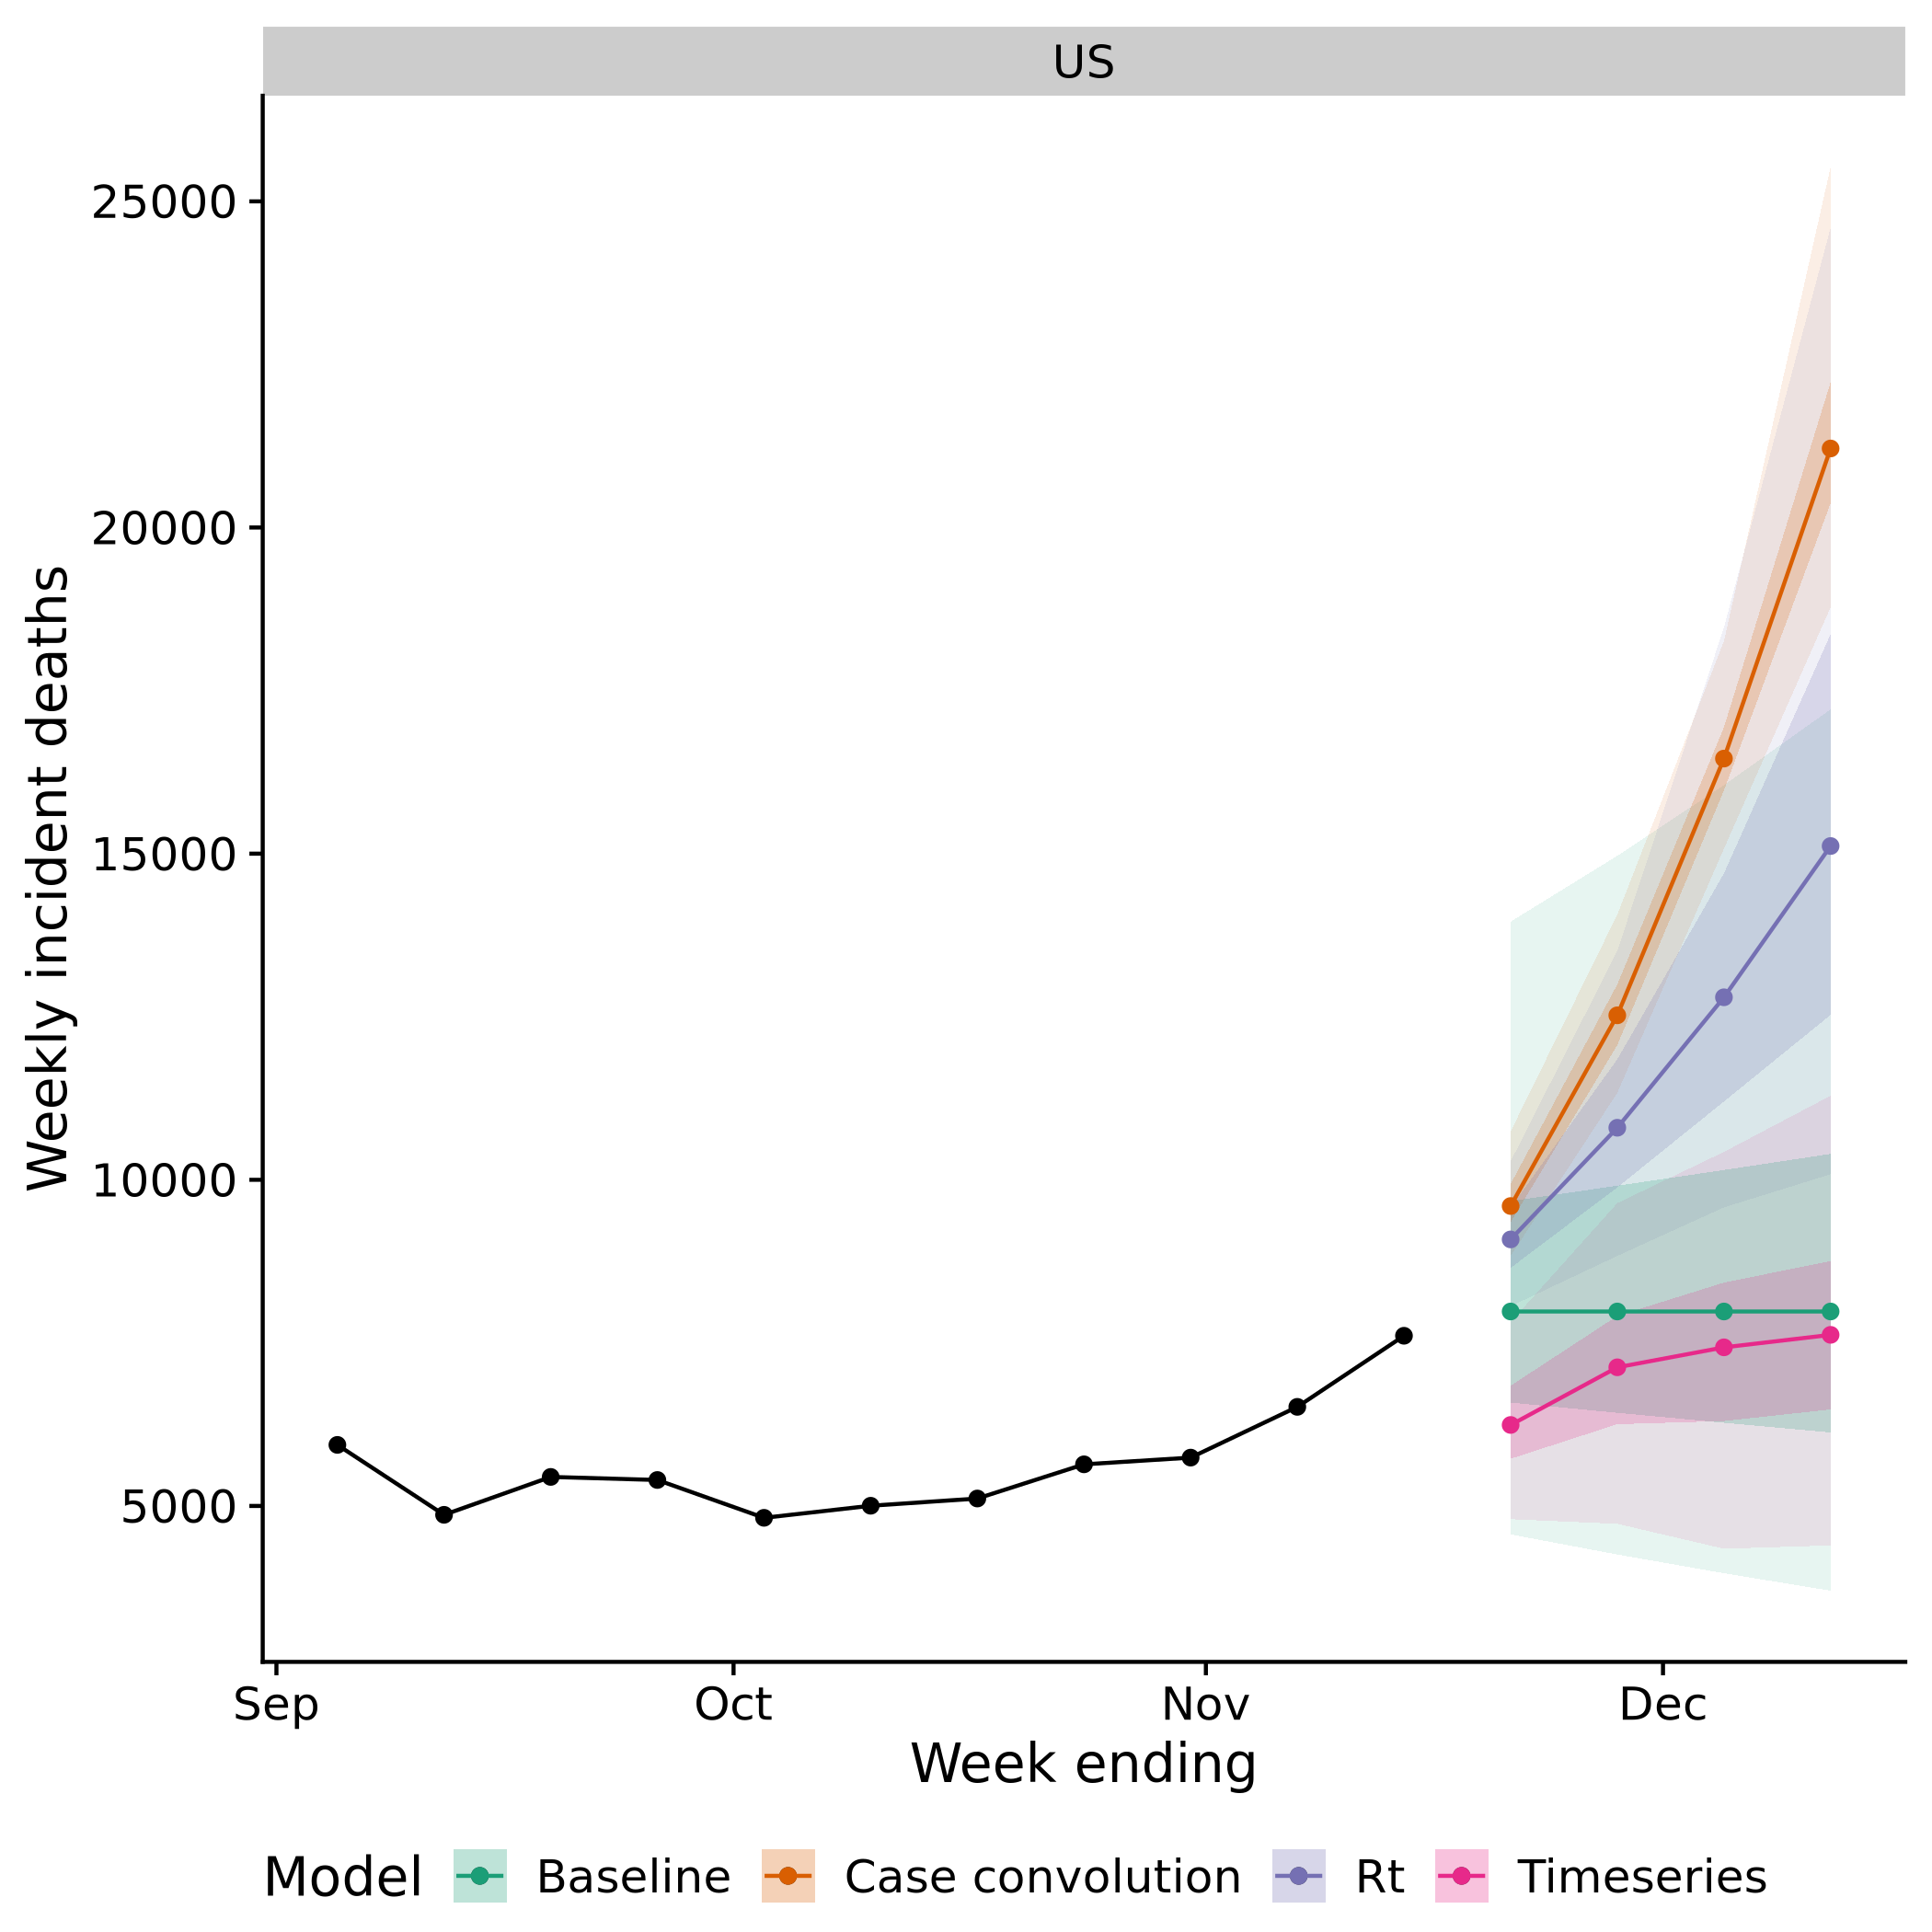 US
Weekly incident deaths
25000
20000
15000
10000
5000
Sep Oct Nov Dec
Week ending
Model Baseline Case convolution Rt Timeseries